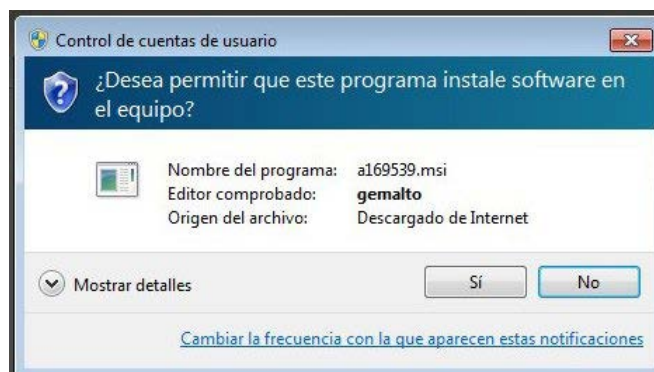 Control de cuentas de usuario
¿Desea permitir que este programa instale software en
el equipo?
Nombre del programa: a169539.msi
Editor comprobado: gemalto
Origen del archivo: Descargado de Internet
Mostrar detalles Sí No
Cambiar la frecuencia con la que aparecen estas notificaciones